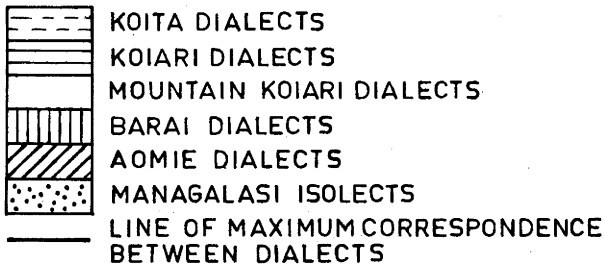 KOITA DIALECTS
KOIARI DIALECTS
MOUNTAIN KOIARI DIALECTS
BARAI DIALECTS
AOMIE DIALECTS
MANAGALASI ISOLECTS
LINE OF MAXIMUM CORRESPONDENCE
BETWEEN DIALECTS